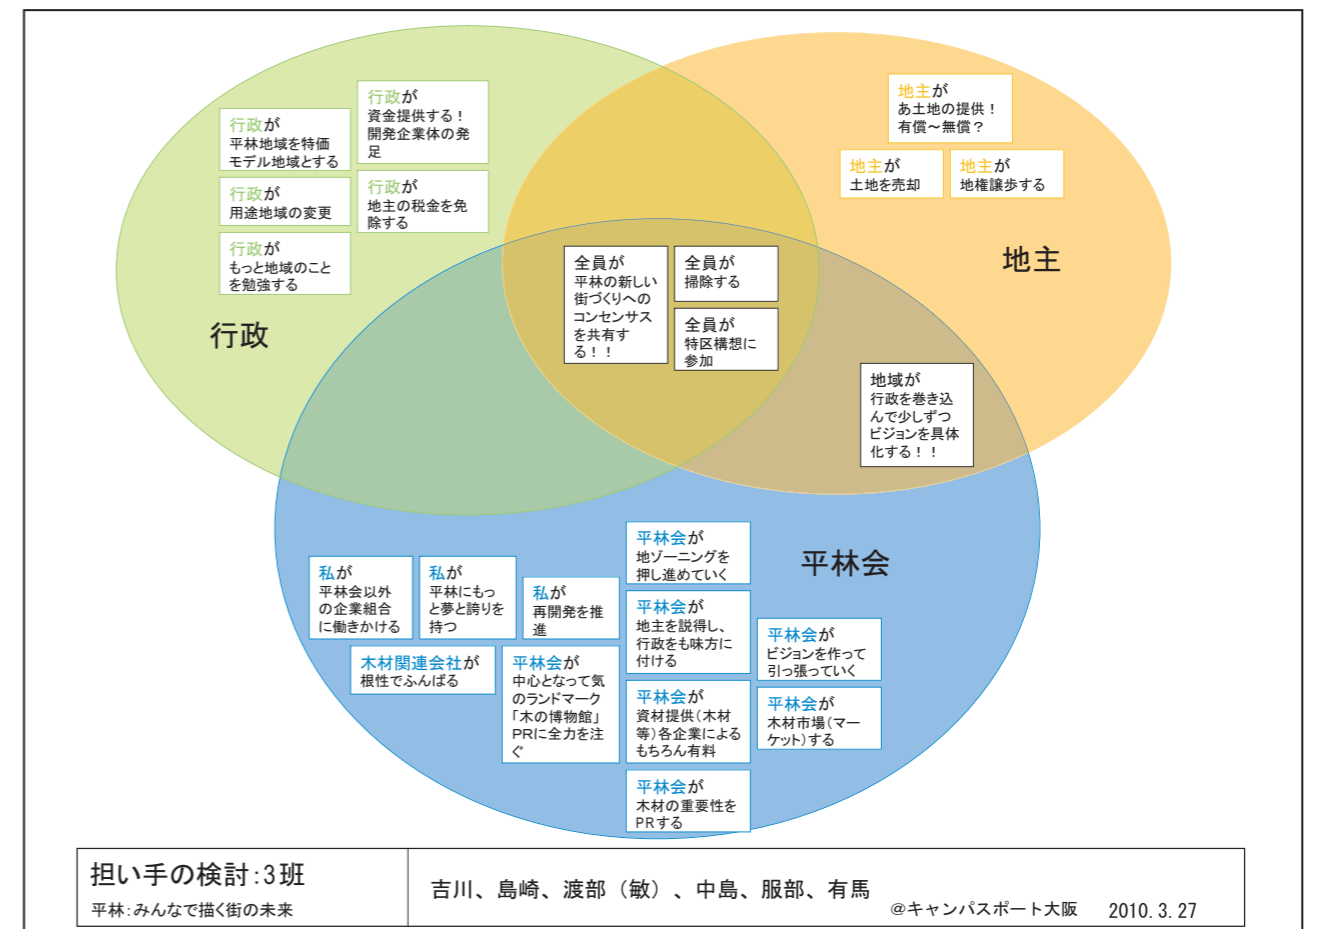 行政が
資金提供する！
開発企業体の発
足
行政が
平林地域を特価
モデル地域とする
行政が
用途地域の変更
行政が
地主の税金を免
除する
行政が
もっと地域のこと
を勉強する
行政
地主が
あ土地の提供！
有償～無償？
地主が
土地を売却
地主が
地権譲歩する
地主
全員が
平林の新しい
街づくりへの
コンセンサス
を共有す
る！！
全員が
掃除する
全員が
特区構想に
参加
地域が
行政を巻き込
んで少しずつ
ビジョンを具体
化する！！
平林会
平林会が
地ゾーニングを
押し進めていく
私が
平林会以外
の企業組合
に働きかける
私が
平林にもっ
と夢と誇りを
持つ
私が
再開発を推
進
平林会が
地主を説得し、
行政をも味方に
付ける
平林会が
ビジョンを作って
引っ張っていく
木材関連会社が
根性でふんばる
平林会が
中心となって気
のランドマーク
「木の博物館」
PRに全力を注
ぐ
平林会が
資材提供（木材
等）各企業による
もちろん有料
平林会が
木材市場（マー
ケット）する
平林会が
木材の重要性を
PRする
担い手の検討：3班
平林：みんなで描く街の未来
吉川、島崎、渡部（敏）、中島、服部、有馬
@キャンパスポート大阪 2010.3.27